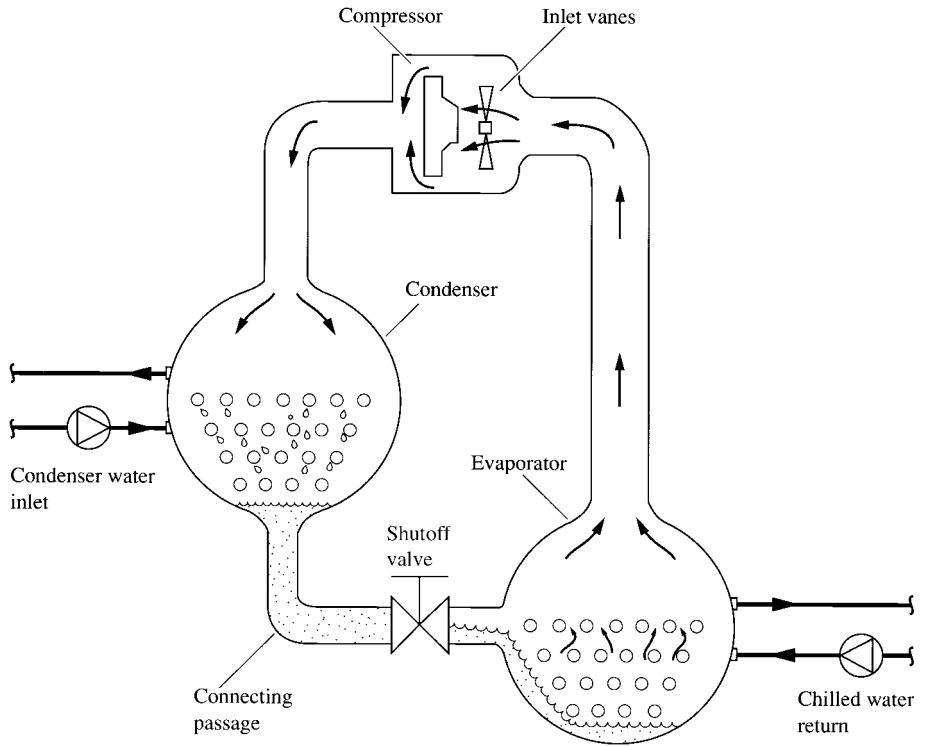 Compressor
Inlet vanes
Condenser
Condenser water
inlet
Evaporator
Shutoff
valve
Connecting
passage
Chilled water
return